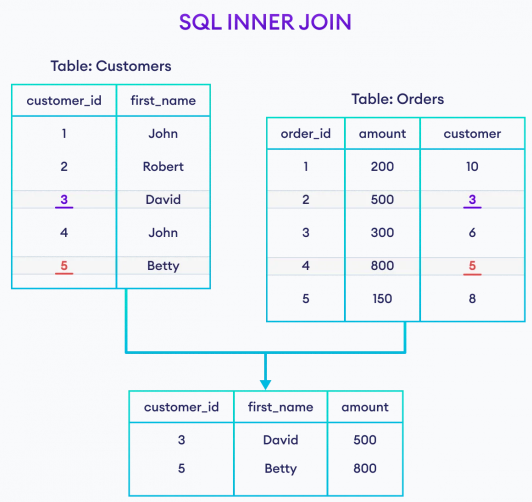 SQL INNER JOIN
Table: Customers
customer_id first_name
1 John
2 Robert
3 David
4 John
5 Betty
Table: Orders
order_id amount customer
1 200 10
2 500 3
3 300 6
4 800 5
5 150 8
customer_id first_name amount
3 David 500
5 Betty 800